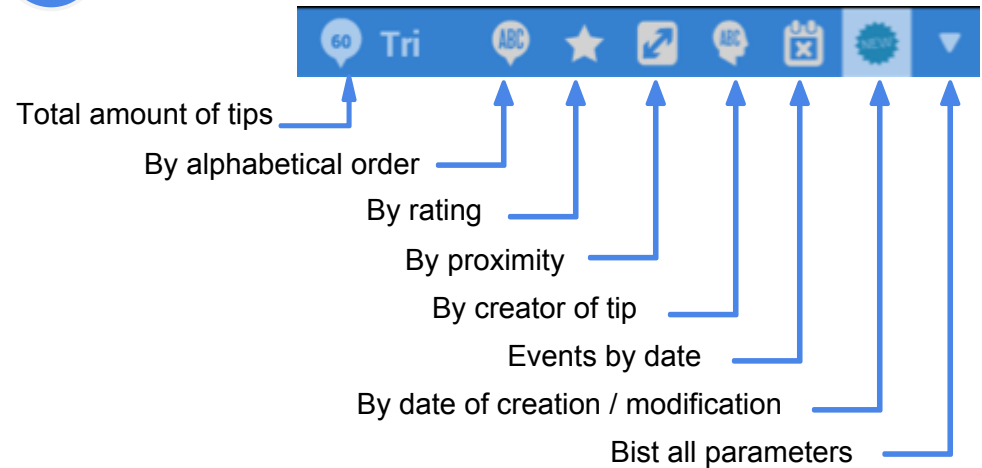 60 Tri ABC ABC NEW
Total amount of tips
By alphabetical order
By rating
By proximity
By creator of tip
Events by date
By date of creation / modification
Bist all parameters